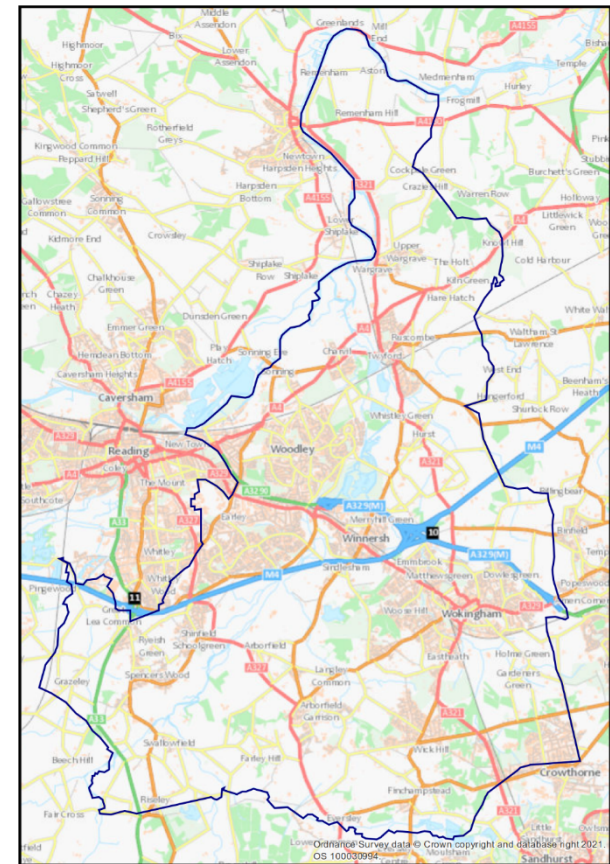 Middle Assendon
Greenlands
Mill End
A4155
Highmoor
Bix
Lower Assendon
Aston
Medmenham
Temple
Highmoor Cross
Remenham
Hurley
Satwell
Shepherd's Green
Frogmill
Remenham Hill
A4130
Rotherfield Greys
Kingwood Common
Peppard Hill
Newtown
Harpsden Heights
Cockpole Green
Burchett's Green
Harpsden Bottom
A321
Crazies Hill
Warren Row
Holloway
Sonning Common
A4155
A4
Gallowstree Common
Littlewick Green
Lower Shiplake
Kidmore End
Crowsley
Upper Wargrave
Knowl Hill
Shiplake Row
Shiplake
Wargrave
The Holt
Cold Harbour
Chalkhouse Green
Kiln Green
Chazey Heath
Hare Hatch
Dunsden Green
Emmer Green
A4
Ruscombe
Waltham St Lawrence
Hemdean Bottom
Play Hatch
Sonning Eye
Charvil
Twyford
Caversham Heights
A4155
Sonning
West End
Caversham
Hungerford
Beenham's Heath
A4
Shurlock Row
Whistley Green
A329
New Town
Woodley
Hurst
M4
Reading
A4
Colley
A321
Southcote
The Mount
A3290
A329(M)
Billingbear
A33
A327
Earley
Merryhill Green
10
Binfield
Whitley
Winnersh
A329(M)
Emmbrook
Whitley Wood
M4
Sindlesham
Matthewsgreen
Dowlesgreen
Popeswood
Pingewood
11
A329
Woose Hill
Wokingham
Lea Common
Shinfield
Schoolgreen
Ryeish Green
Arborfield
Eastheath
Holme Green
Grazeley
Spencers Wood
A327
Langley Common
Gardeners Green
Arborfield Garrison
A321
A33
Swallowfield
Wick Hill
Beech Hill
Farley Hill
Crowthorne
Finchampstead
Fair Cross
Riseley
Eversley
Little Sandhurst
Sandhurst
Ordnance Survey data © Crown copyright and database right 2021.
OS 100030994